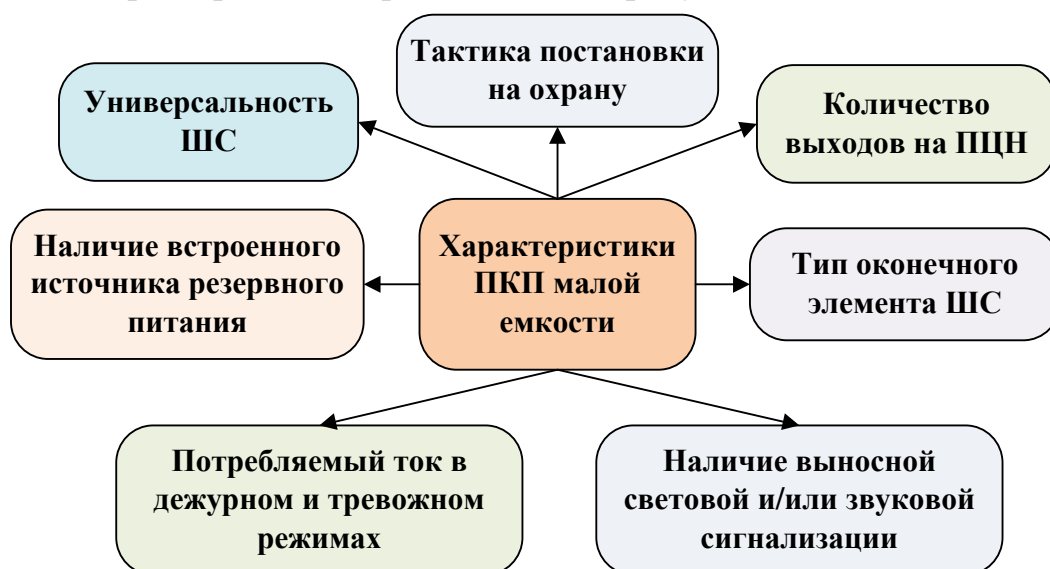 Тактика постановки
на охрану
Универсальность
ШС
Количество
выходов на ПЦН
Наличие встроенного
источника резервного
питания
Характеристики
ПКП малой
емкости
Тип оконечного
элемента ШС
Потребляемый ток в
дежурном и тревожном
режимах
Наличие выносной
световой и/или звуковой
сигнализации